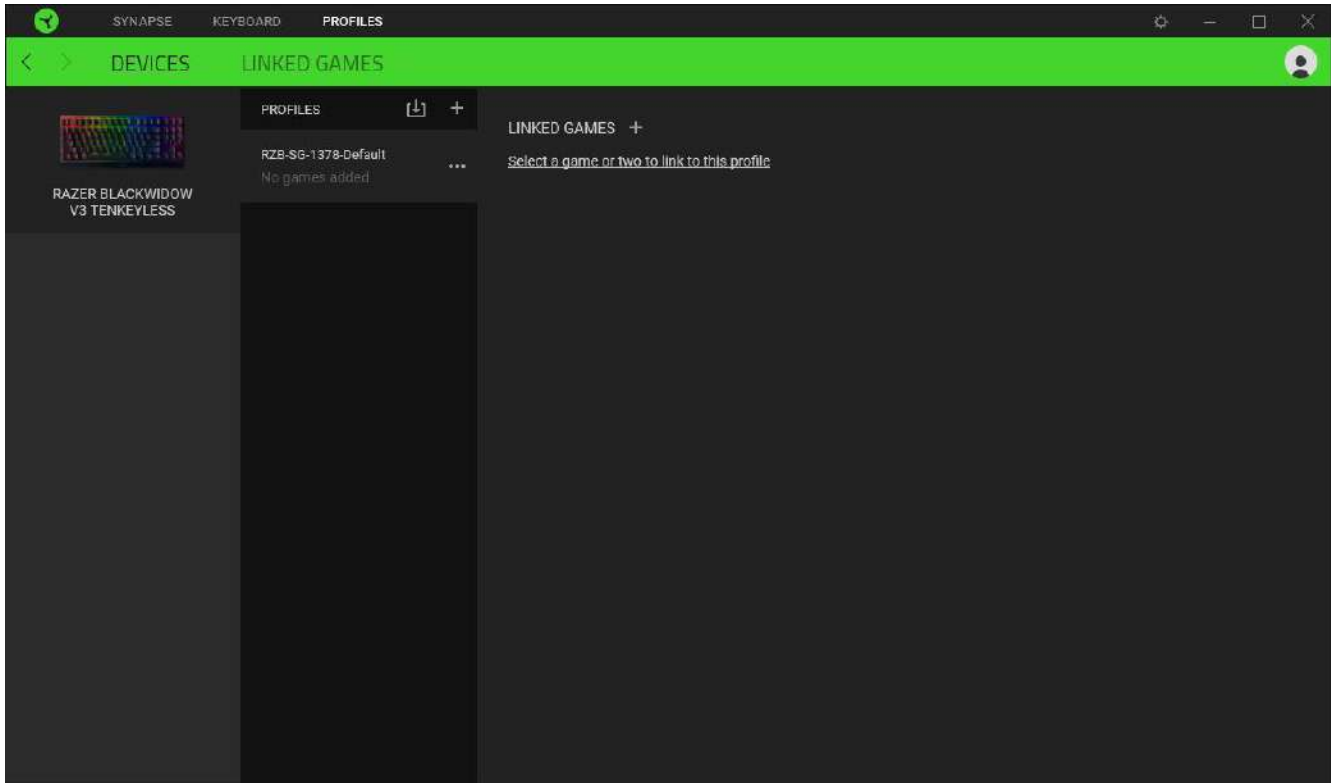 SYNAPSE KEYBOARD PROFILES
DEVICES LINKED GAMES
RAZER BLACKWIDOW
V3 TENKEYLESS
PROFILES
RZB-SG-1378-Default
No games added
LINKED GAMES
Select a game or two to link to this profile